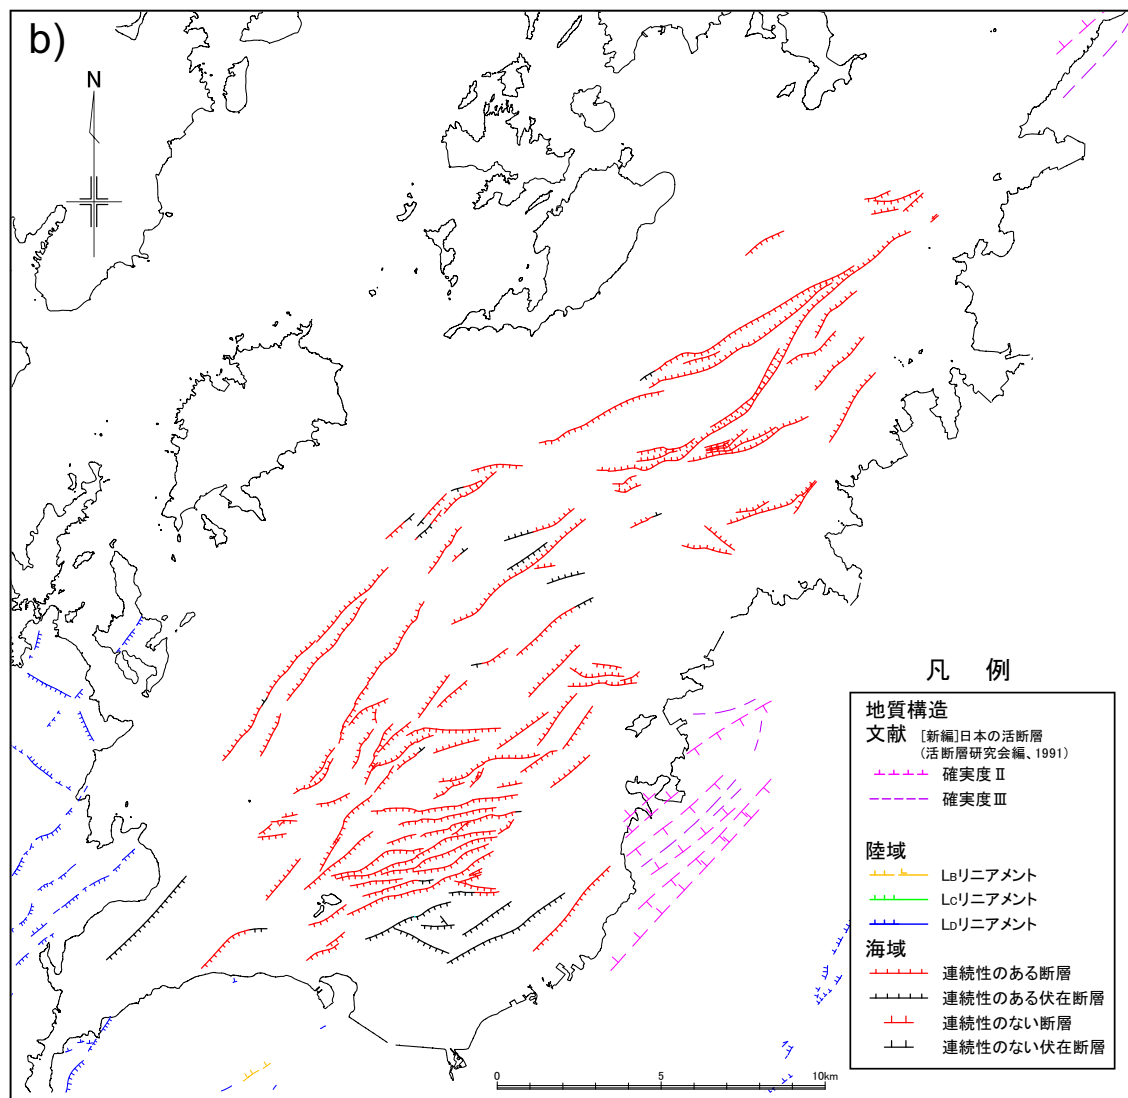 b)
N
凡 例
地質構造
文献 [新編]日本の活断層
(活断層研究会編、1991)
確実度Ⅱ
確実度Ⅲ
陸域
LBリニアメント
LCリニアメント
LDリニアメント
海域
連続性のある断層
連続性のある伏在断層
連続性のない断層
連続性のない伏在断層
0 5 10km